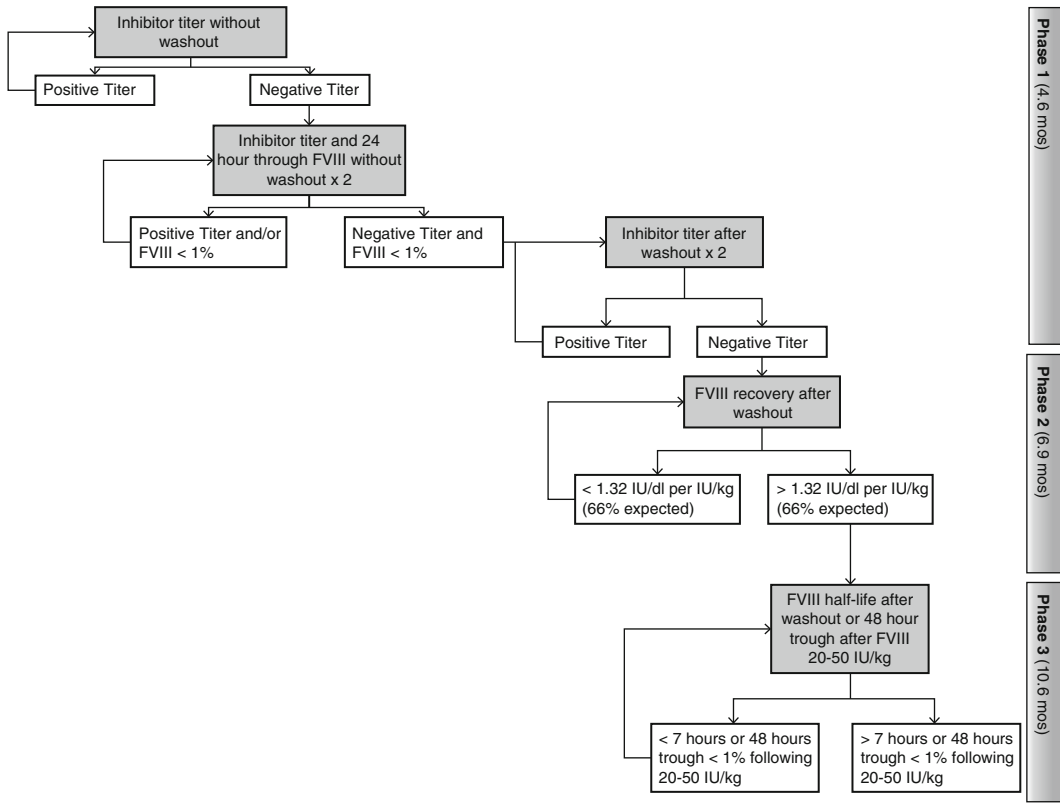 Inhibitor titer without
washout
Positive Titer
Negative Titer
Inhibitor titer and 24
hour through FVIII without
washout x 2
Positive Titer and/or
FVIII < 1%
Negative Titer and
FVIII < 1%
Inhibitor titer after
washout x 2
Positive Titer
Negative Titer
Phase 1 (4.6 mos)
FVIII recovery after
washout
< 1.32 IU/dl per IU/kg
(66% expected)
> 1.32 IU/dl per IU/kg
(66% expected)
Phase 2 (6.9 mos)
FVIII half-life after
washout or 48 hour
trough after FVIII
20-50 IU/kg
< 7 hours or 48 hours
trough < 1% following
20-50 IU/kg
> 7 hours or 48 hours
trough < 1% following
20-50 IU/kg
Phase 3 (10.6 mos)